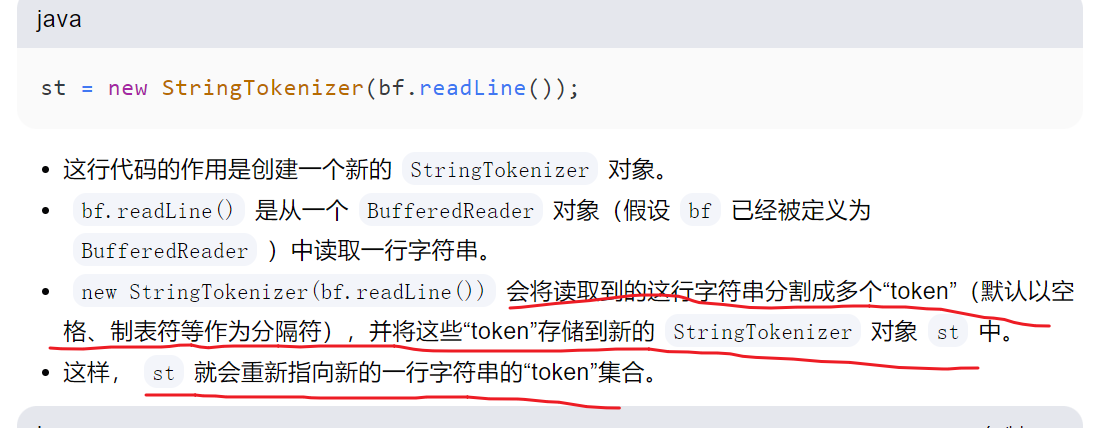 java
st = new StringTokenizer(bf.readLine());
• 这行代码的作用是创建一个新的 StringTokenizer 对象。
• bf.readLine() 是从一个 BufferedReader 对象（假设 bf 已经被定义为
BufferedReader ）中读取一行字符串。
• new StringTokenizer(bf.readLine()) 会将读取到的这行字符串分割成多个“token”（默认以空
格、制表符等作为分隔符），并将这些“token”存储到新的 StringTokenizer 对象 st 中。
• 这样， st 就会重新指向新的一行字符串的“token”集合。